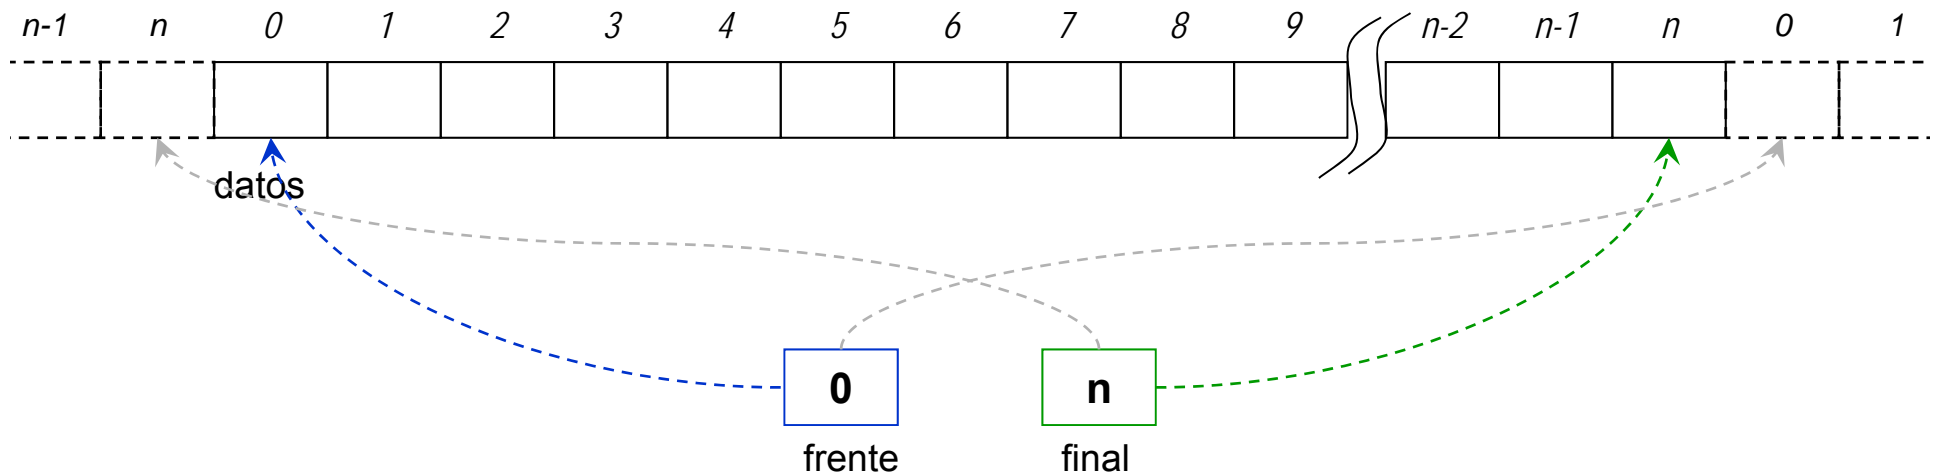 n-1 n 0 1 2 3 4 5 6 7 8 9 n-2 n-1 n 0 1
datos
0 n
frente final